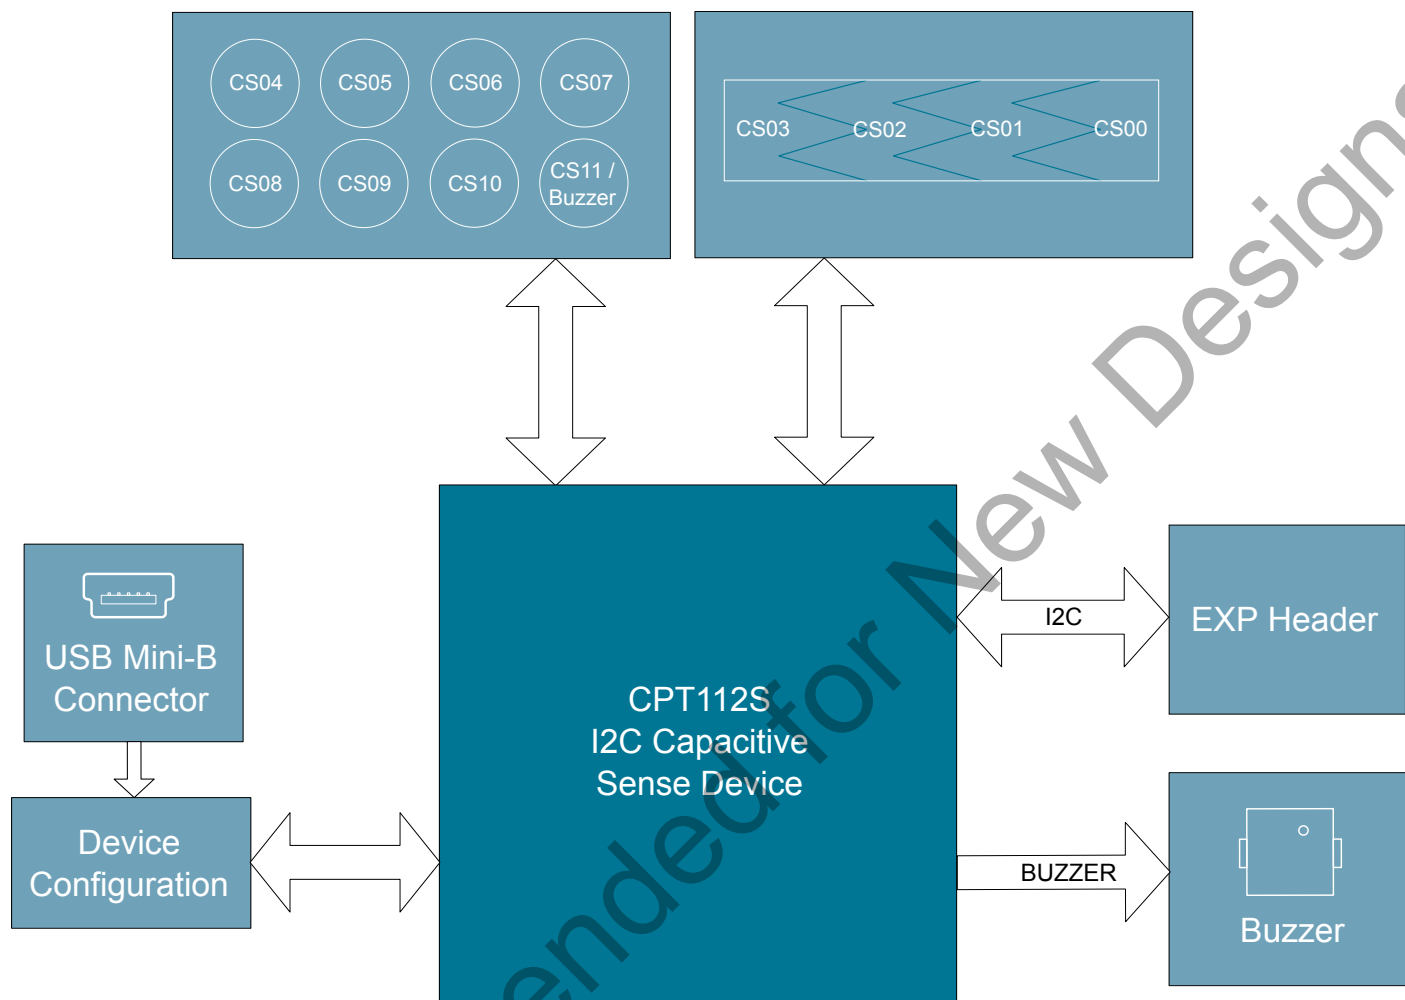 CS04 CS05 CS06 CS07
CS08 CS09 CS10 CS11 /
Buzzer
CS03 CS02 CS01 CS00
USB Mini-B
Connector
Device
Configuration
CPT112S
I2C Capacitive
Sense Device
I2C
EXP Header
BUZZER
Buzzer
ended for New Designs